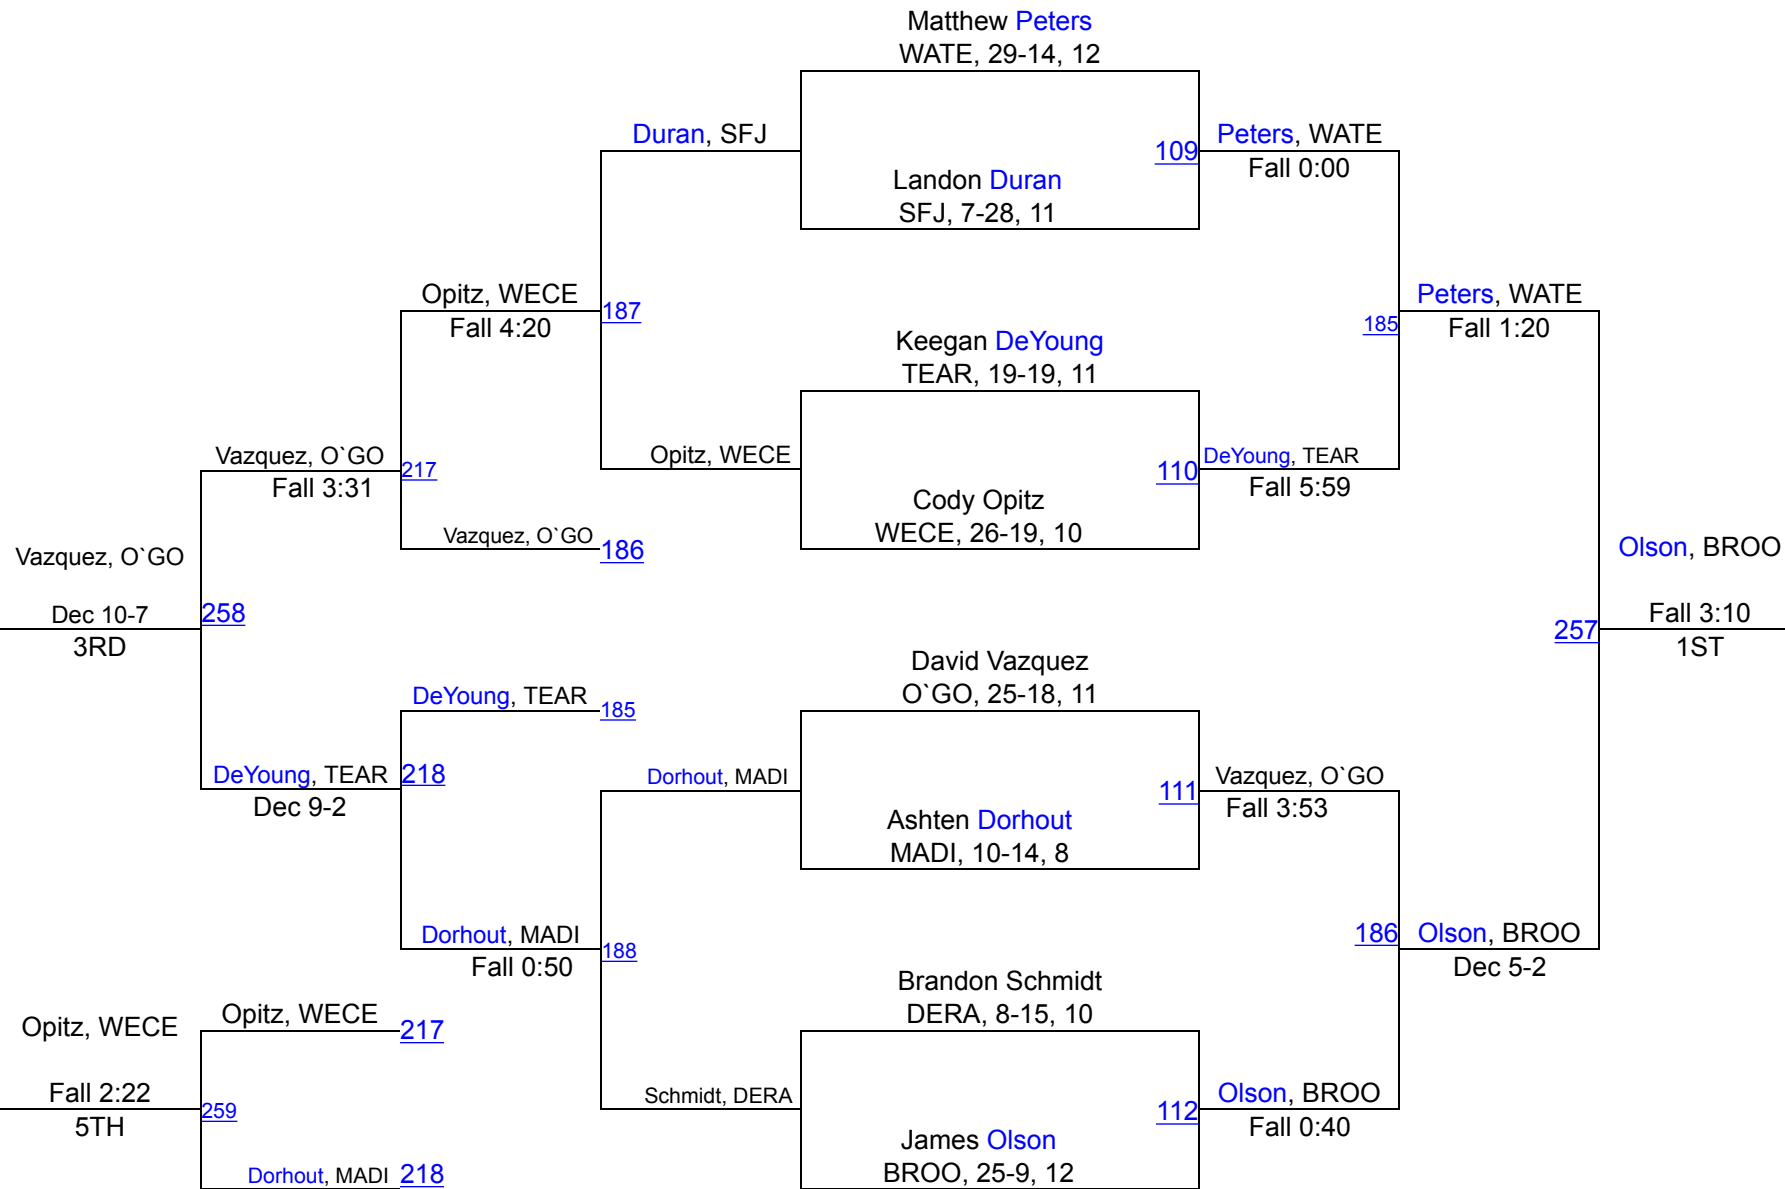 Matthew Peters
WATE, 29-14, 12
Duran, SFJ
109
Peters, WATE
Fall 0:00
Landon Duran
SFJ, 7-28, 11
Opitz, WECE
Fall 4:20
187
Peters, WATE
Fall 1:20
185
Keegan DeYoung
TEAR, 19-19, 11
Vazquez, O`GO
Fall 3:31
217
Opitz, WECE
110
DeYoung, TEAR
Fall 5:59
Cody Opitz
WECE, 26-19, 10
Vazquez, O`GO
186
Vazquez, O`GO
Dec 10-7
3RD
258
Olson, BROO
Fall 3:10
1ST
257
David Vazquez
O`GO, 25-18, 11
DeYoung, TEAR
185
DeYoung, TEAR
Dec 9-2
218
Dorhout, MADI
111
Vazquez, O`GO
Fall 3:53
Ashten Dorhout
MADI, 10-14, 8
Dorhout, MADI
Fall 0:50
188
186
Olson, BROO
Dec 5-2
Brandon Schmidt
DERA, 8-15, 10
Opitz, WECE
Fall 2:22
5TH
Opitz, WECE
217
259
Schmidt, DERA
112
Olson, BROO
Fall 0:40
James Olson
BROO, 25-9, 12
Dorhout, MADI
218